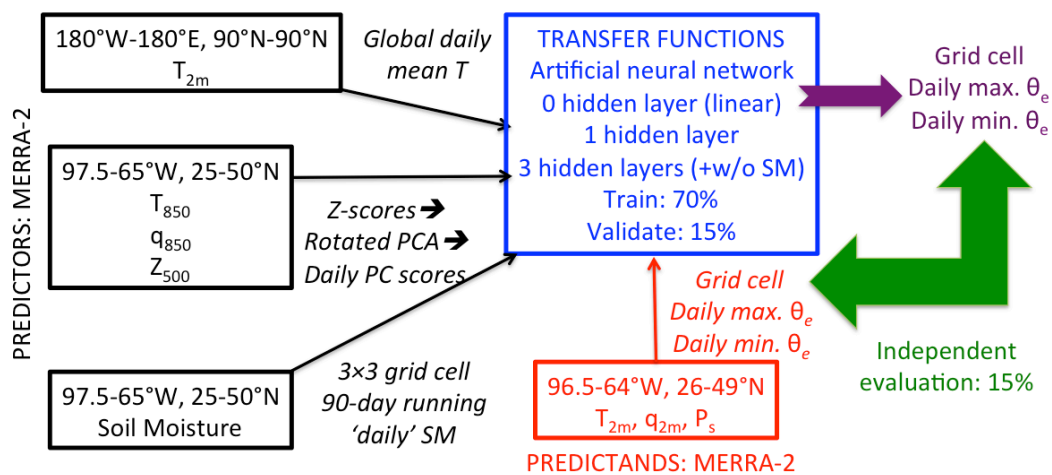 PREDICTORS: MERRA-2
180°W-180°E, 90°N-90°N
T2m
Global daily
mean T
97.5-65°W, 25-50°N
T850
q850
Z500
Z-scores➔
Rotated PCA➔
Daily PC scores
97.5-65°W, 25-50°N
Soil Moisture
3×3 grid cell
90-day running
‘daily’ SM
TRANSFER FUNCTIONS
Artificial neural network
0 hidden layer (linear)
1 hidden layer
3 hidden layers (+w/o SM)
Train: 70%
Validate: 15%
Grid cell
Daily max. θe
Daily min. θe
96.5-64°W, 26-49°N
T2m, q2m, Ps
PREDICTANDS: MERRA-2
Grid cell
Daily max. θe
Daily min. θe
Independent
evaluation: 15%